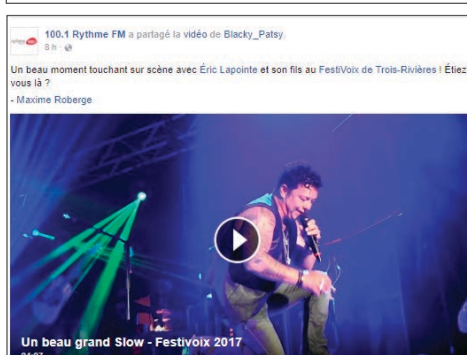 100.1 Rythme FM a partagé la vidéo de Blacky_Patsy.
8 h ·
Un beau moment touchant sur scène avec Éric Lapointe et son fils au FestiVoix de Trois-Rivières ! Étiez
vous là ?
- Maxime Roberge
Un beau grand Slow - Festivoix 2017